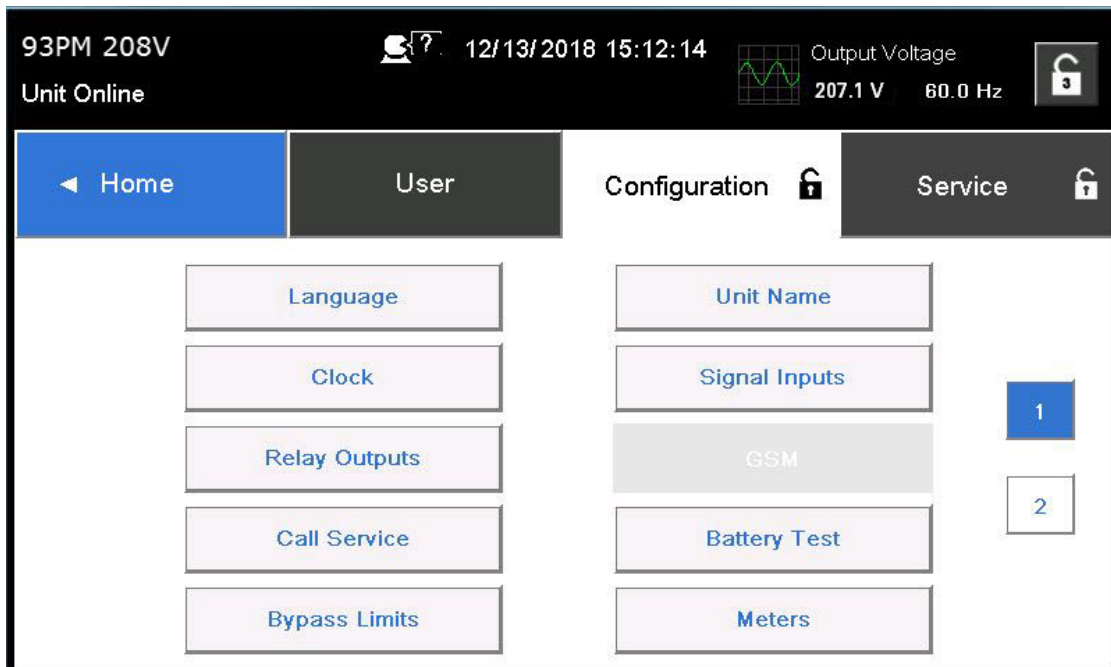 93PM 208V
?
12/13/2018 15:12:14
Output Voltage
3
Unit Online
207.1 V 60.0 Hz
◄ Home
User
Configuration
Service
Language
Unit Name
Clock
Signal Inputs
1
Relay Outputs
GSM
2
Call Service
Battery Test
Bypass Limits
Meters